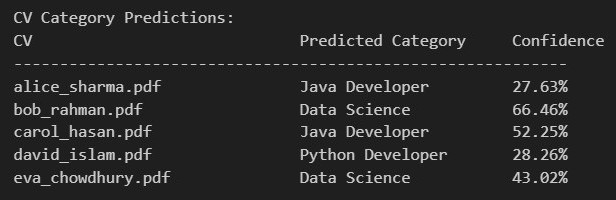 CV Category Predictions:
CV Predicted Category Confidence
------------------------------------------------------------
alice_sharma.pdf Java Developer 27.63%
bob_rahman.pdf Data Science 66.46%
carol_hasan.pdf Java Developer 52.25%
david_islam.pdf Python Developer 28.26%
eva_chowdhury.pdf Data Science 43.02%